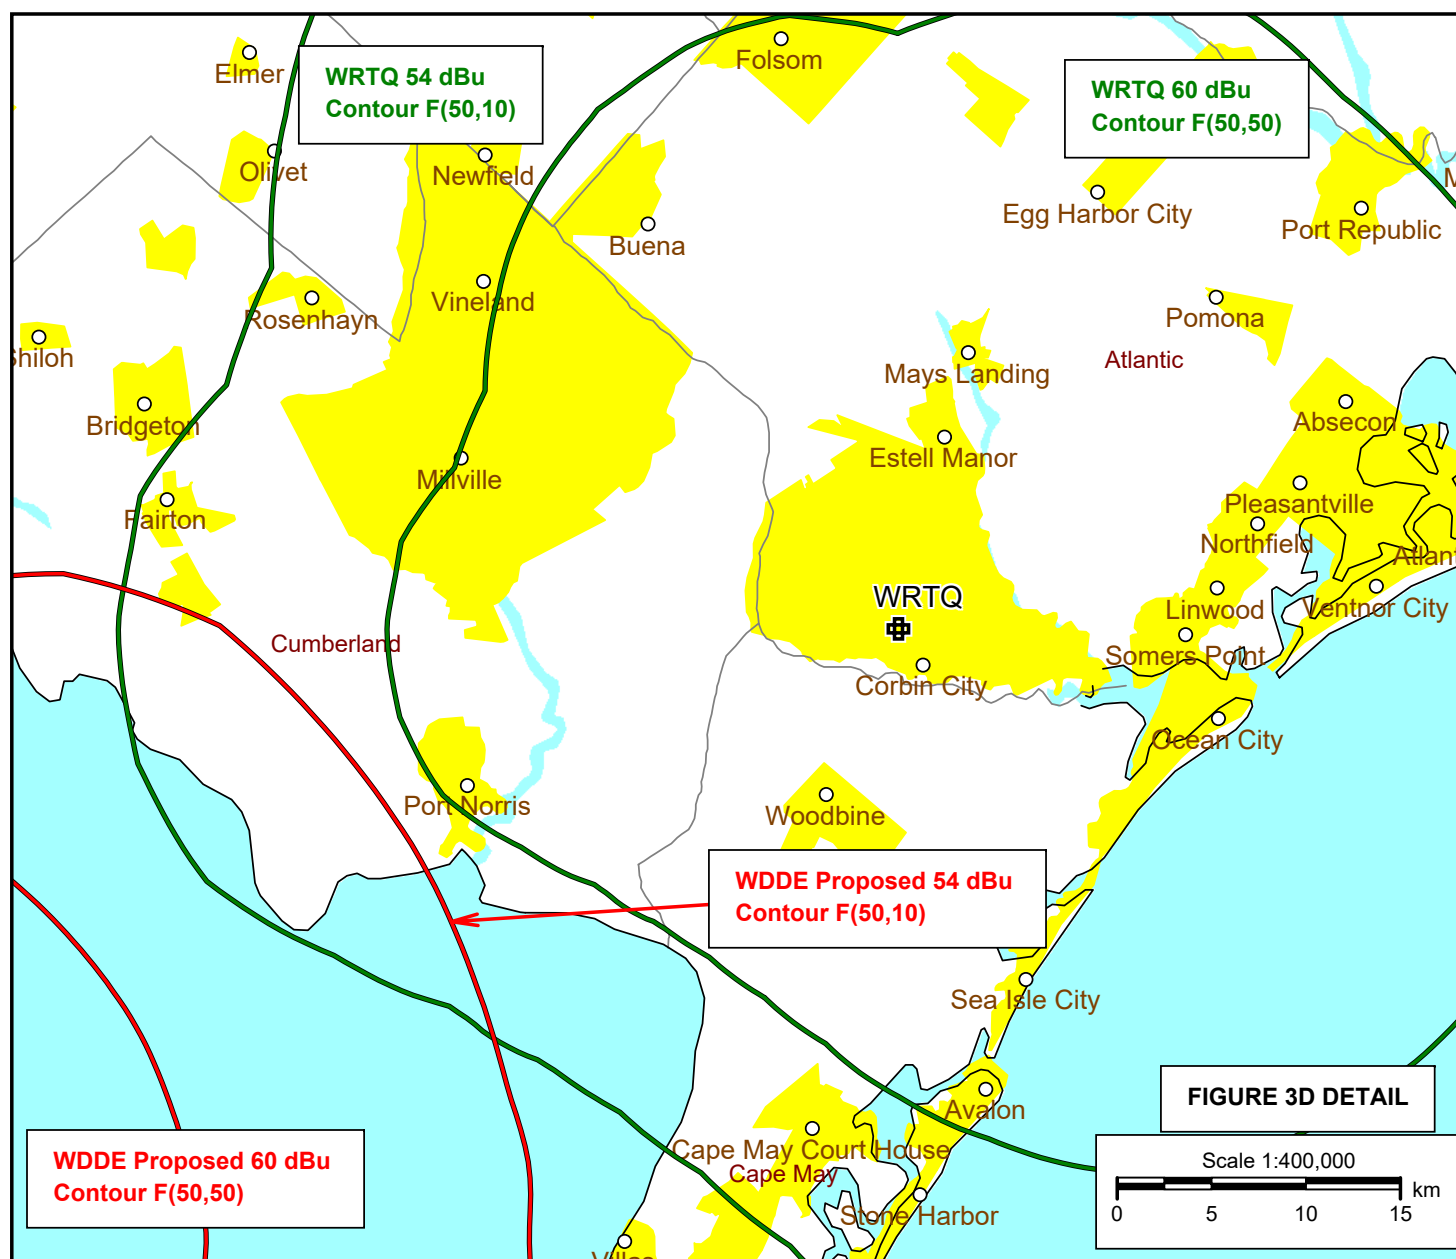 Elmer
WRTQ 54 dBu
Contour F(50,10)
Folsom
WRTQ 60 dBu
Contour F(50,50)
Olivet
Newfield
Egg Harbor City
Port Republic
M
Buena
Vineland
Rosenhayn
Pomona
Shiloh
Mays Landing
Atlantic
Bridgeton
Absecon
Estell Manor
Millville
Pleasantville
Fairton
Northfield
Atlant
WRTQ
Linwood
Ventnor City
Cumberland
Somers Point
Corbin City
Ocean City
Port Norris
Woodbine
WDDE Proposed 54 dBu
Contour F(50,10)
Sea Isle City
FIGURE 3D DETAIL
Avalon
Cape May Court House
Cape May
WDDE Proposed 60 dBu
Contour F(50,50)
Scale 1:400,000
km
0 5 10 15
Stone Harbor
Villas